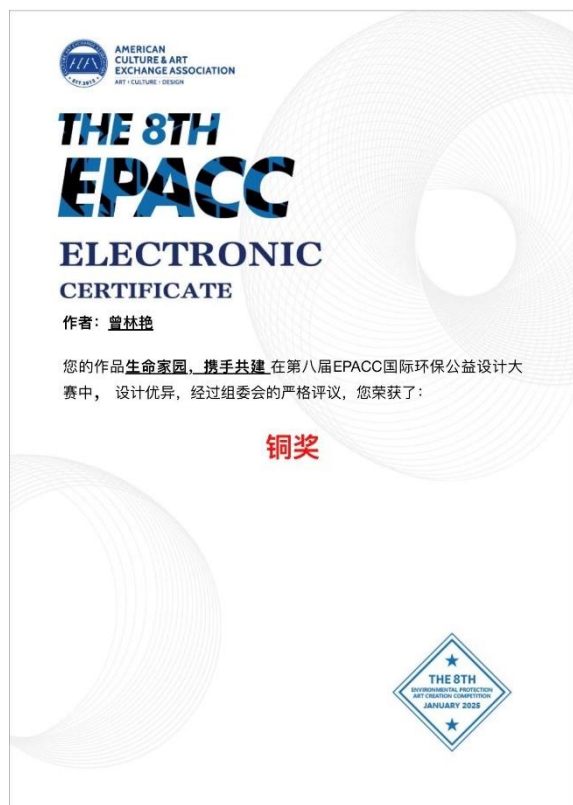 AMERICAN
CULTURE & ART
EXCHANGE ASSOCIATION
ART • CULTURE • DESIGN
THE 8TH
EPACC
ELECTRONIC
CERTIFICATE
作者：曾林艳
您的作品生命家园，携手共建 在第八届EPACC国际环保公益设计大
赛中， 设计优异，经过组委会的严格评议，您荣获了：
铜奖
THE 8TH
ENVIRONMENTAL PROTECTION
ART CREATION COMPETITION
JANUARY 2025